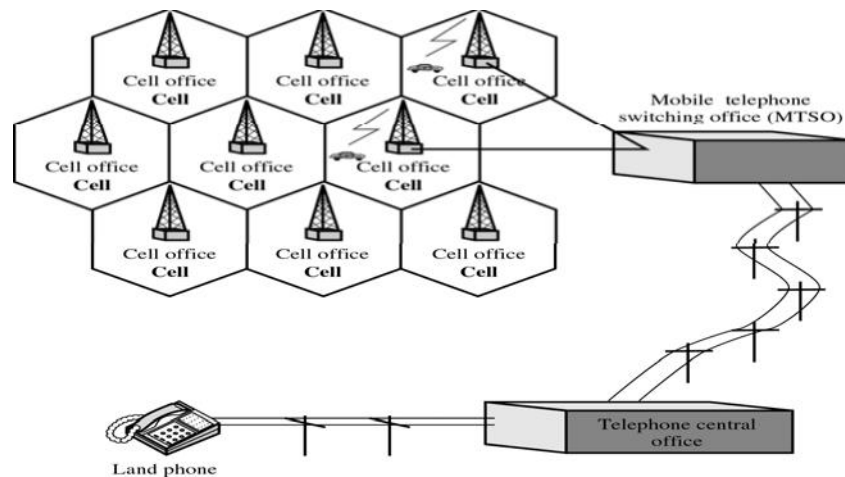 Cell office
Cell
Cell office
Cell
Cell office
Cell
Mobile telephone
switching office (MTSO)
Cell office
Cell
Cell office
Cell
Cell office
Cell
Cell office
Cell
Cell office
Cell
Cell office
Cell
Telephone central
office
Land phone